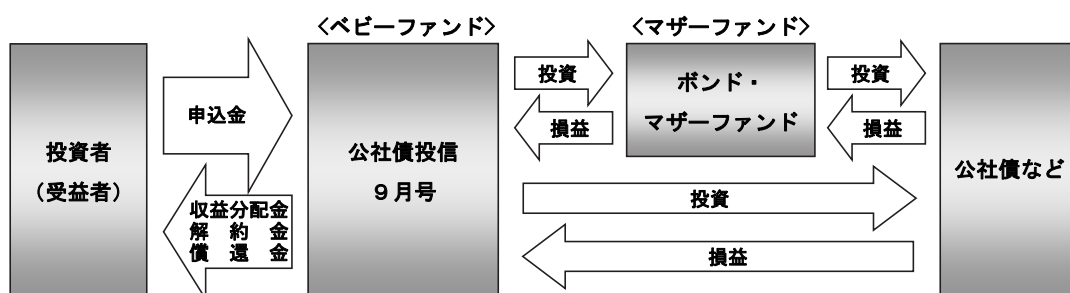 〈ベビーファンド〉
〈マザーファンド〉
投資者
（受益者）
申込金
収益分配金
解約金
償還金
公社債投信
９月号
投資
損益
ボンド・
マザーファンド
投資
損益
投資
損益
公社債など